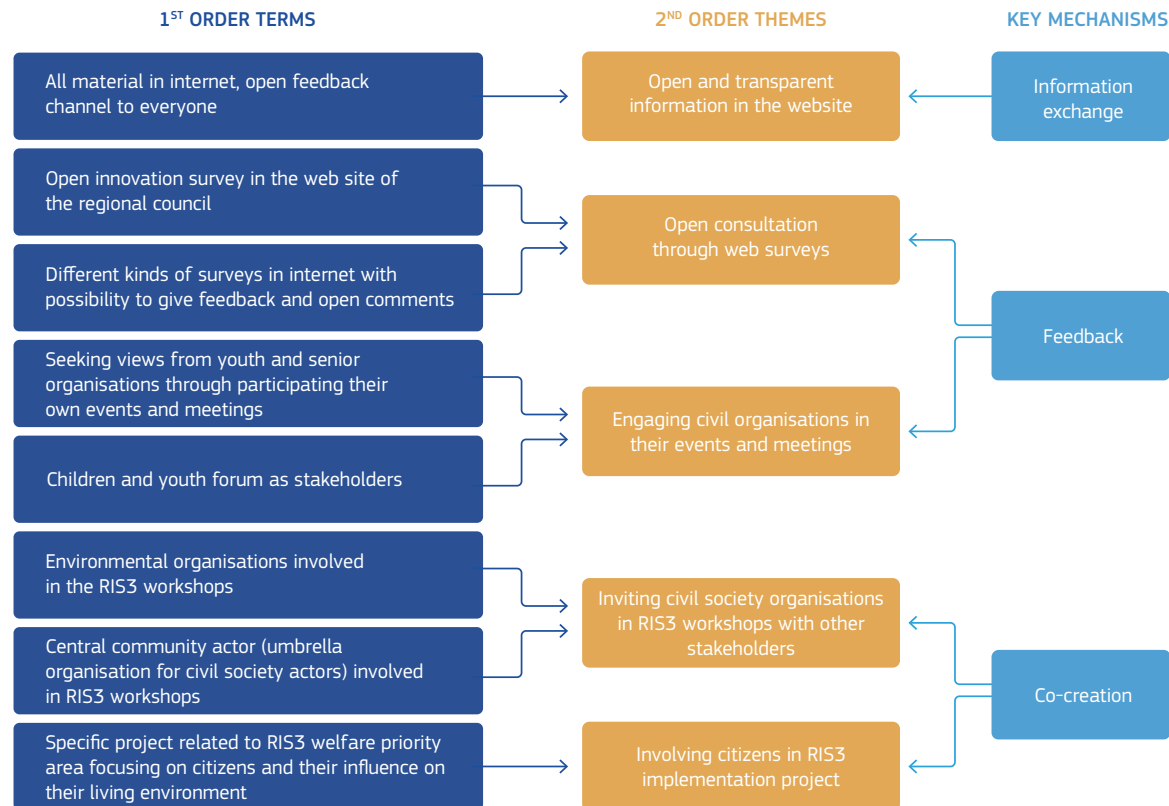 1ST ORDER TERMS
2ND ORDER THEMES
KEY MECHANISMS
All material in internet, open feedback
channel to everyone
Open and transparent
information in the website
Information
exchange
Open innovation survey in the web site of
the regional council
Different kinds of surveys in internet with
possibility to give feedback and open comments
Open consultation
through web surveys
Seeking views from youth and senior
organisations through participating their
own events and meetings
Children and youth forum as stakeholders
Engaging civil organisations in
their events and meetings
Feedback
Environmental organisations involved
in the RIS3 workshops
Central community actor (umbrella
organisation for civil society actors) involved
in RIS3 workshops
Inviting civil society organisations
in RIS3 workshops with other
stakeholders
Specific project related to RIS3 welfare priority
area focusing on citizens and their influence on
their living environment
Involving citizens in RIS3
implementation project
Co-creation